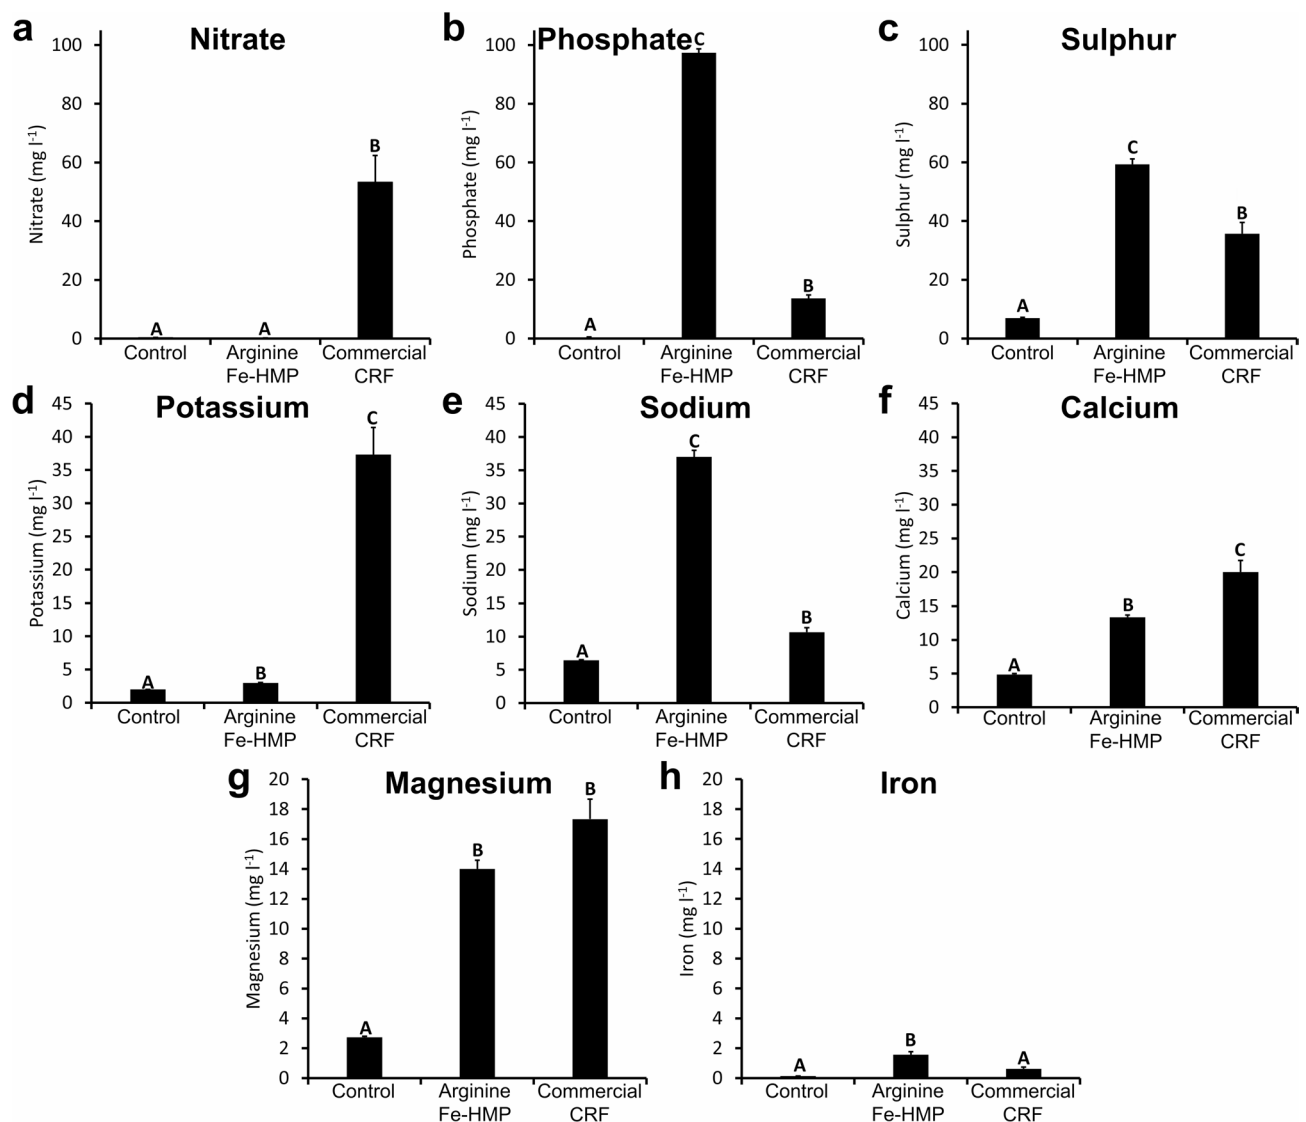 a
Nitrate
Nitrate (mg l-1)
100
80
60
40
20
0
A
A
B
Control
Arginine
Fe-HMP
Commercial
CRF
b
Phosphate
Phosphate (mg l-1)
100
80
60
40
20
0
A
C
B
Control
Arginine
Fe-HMP
Commercial
CRF
c
Sulphur
Sulphur (mg l-1)
100
80
60
40
20
0
A
C
B
Control
Arginine
Fe-HMP
Commercial
CRF
d
Potassium
Potassium (mg l-1)
45
40
35
30
25
20
15
10
5
0
A
B
C
Control
Arginine
Fe-HMP
Commercial
CRF
e
Sodium
Sodium (mg l-1)
45
40
35
30
25
20
15
10
5
0
A
C
B
Control
Arginine
Fe-HMP
Commercial
CRF
f
Calcium
Calcium (mg l-1)
45
40
35
30
25
20
15
10
5
0
A
B
C
Control
Arginine
Fe-HMP
Commercial
CRF
g
Magnesium
Magnesium (mg l-1)
20
18
16
14
12
10
8
6
4
2
0
A
B
B
Control
Arginine
Fe-HMP
Commercial
CRF
h
Iron
Iron (mg l-1)
20
18
16
14
12
10
8
6
4
2
0
A
B
A
Control
Arginine
Fe-HMP
Commercial
CRF